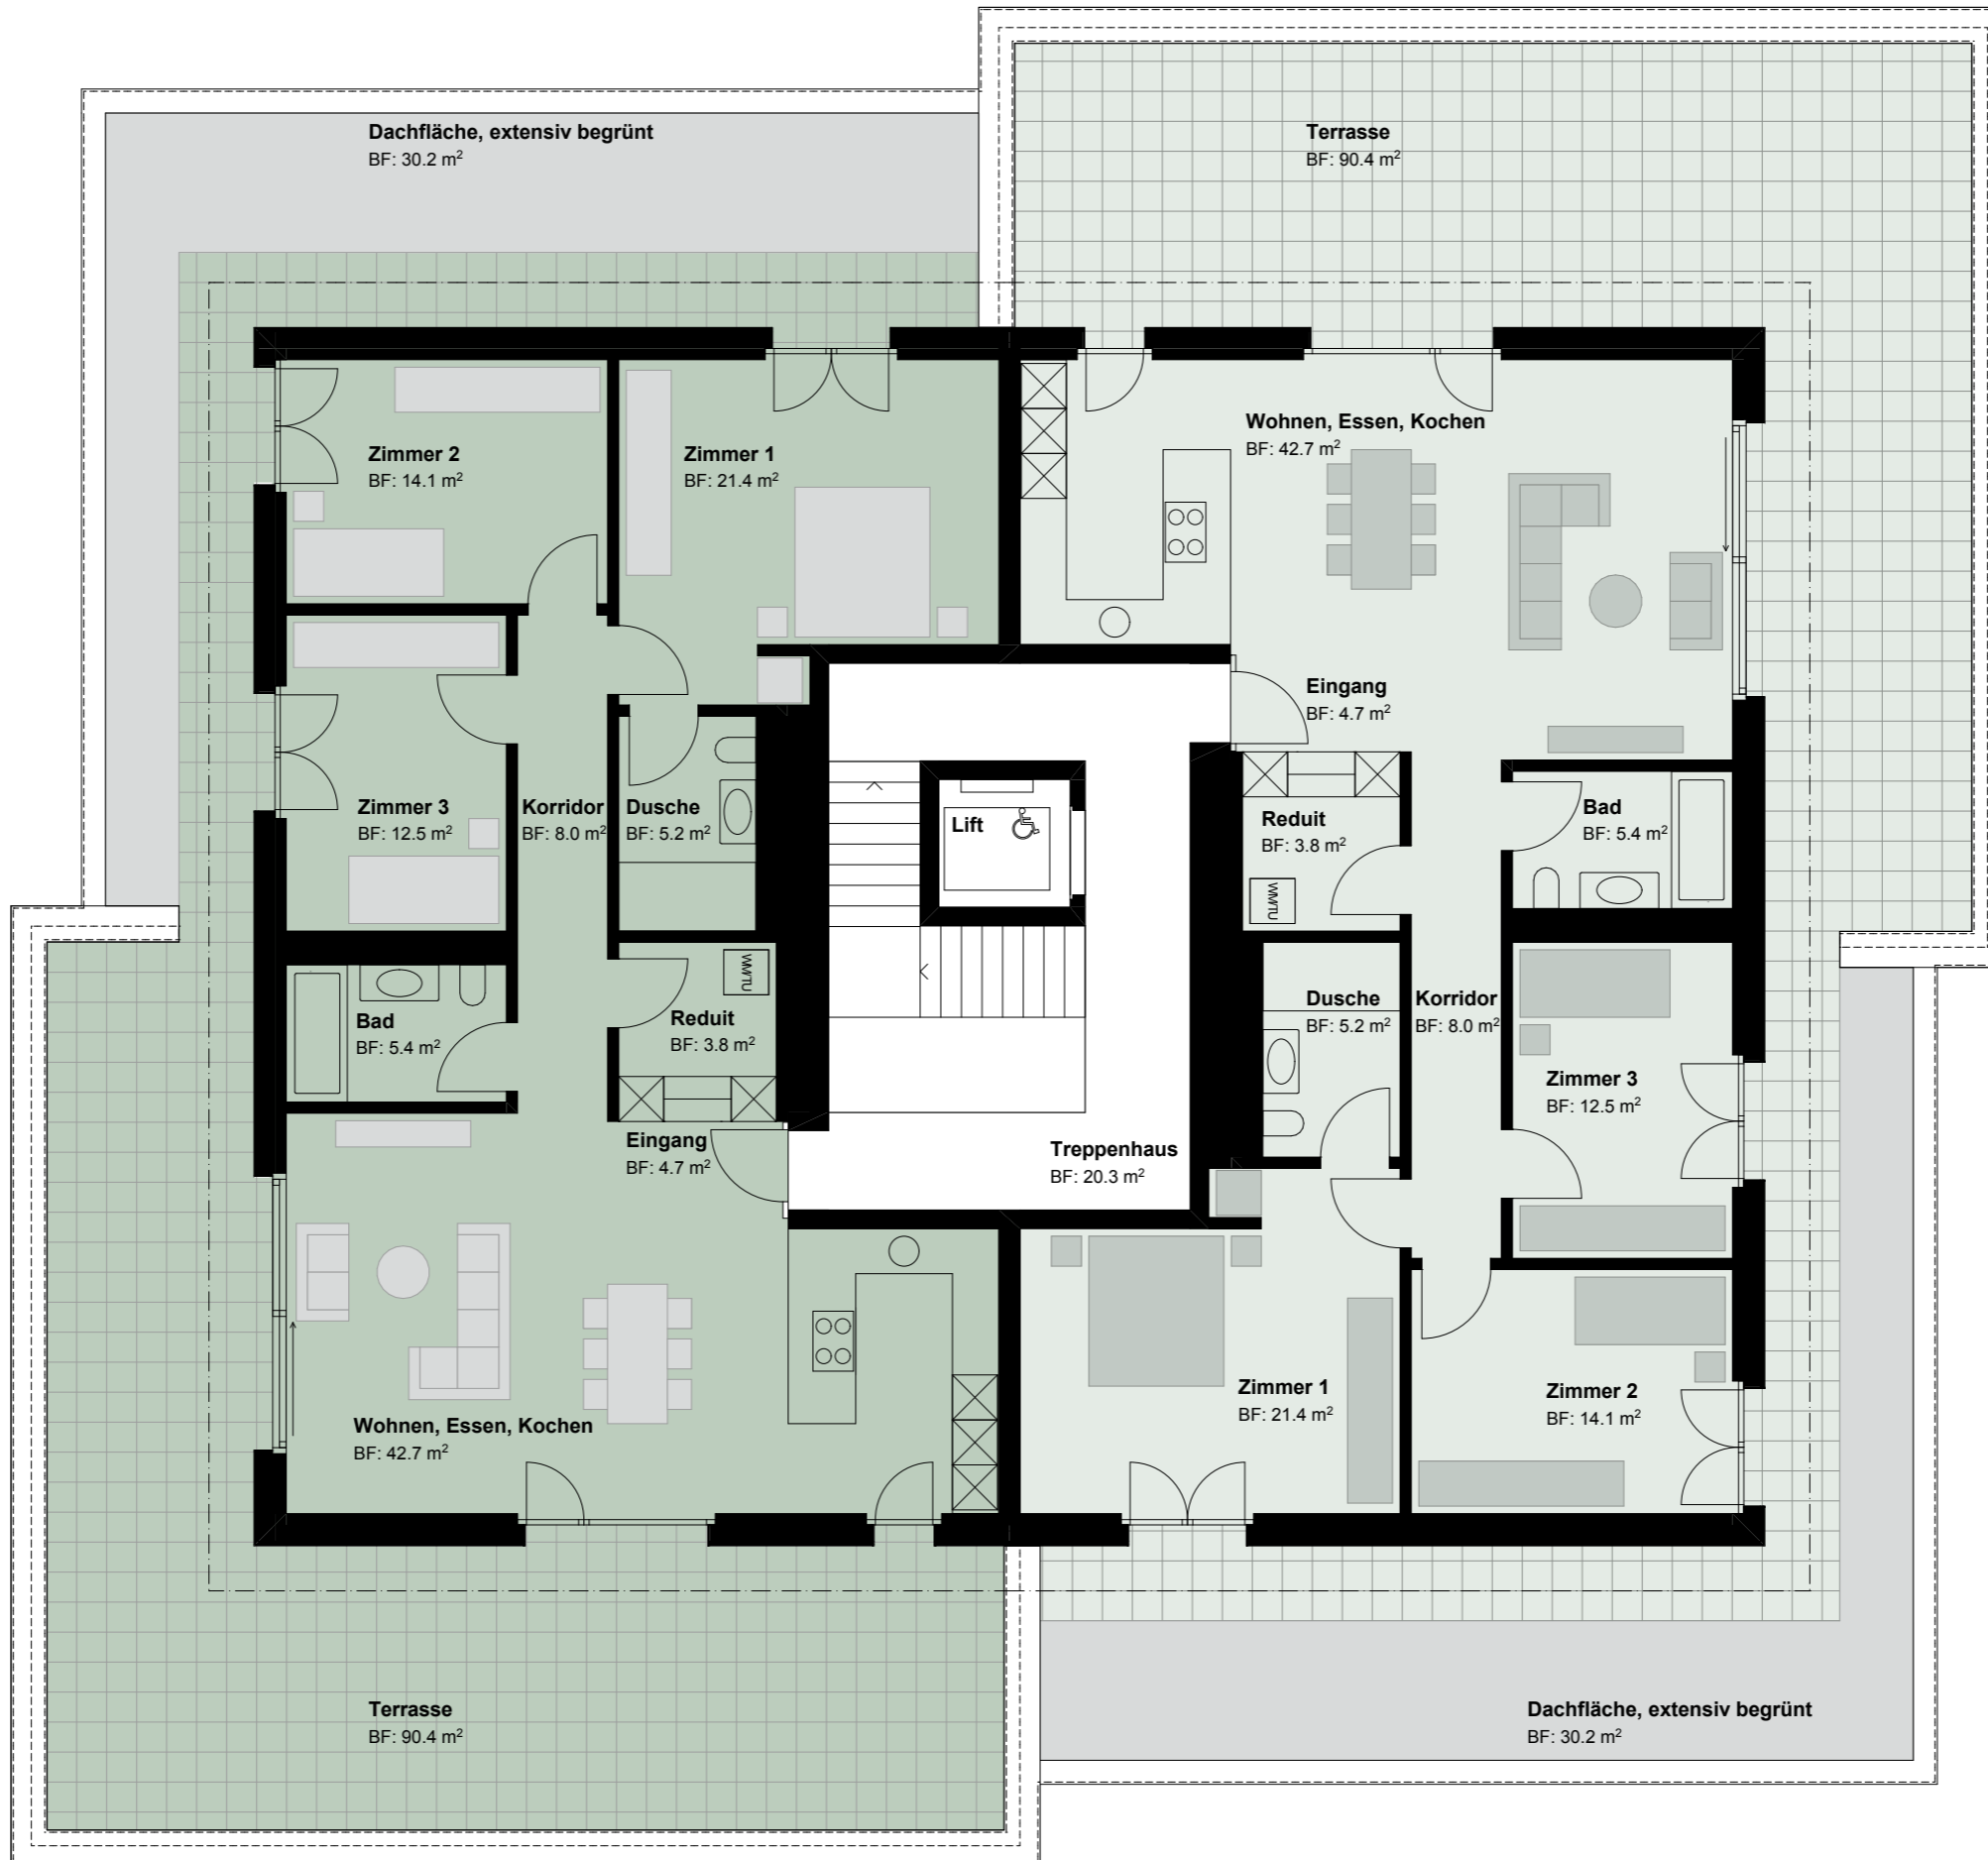 Dachfläche, extensiv begrünt
BF: 30.2 m²
Terrasse
BF: 90.4 m²
Wohnen, Essen, Kochen
BF: 42.7 m²
Zimmer 2
BF: 14.1 m²
Zimmer 1
BF: 21.4 m²
Eingang
BF: 4.7 m²
Zimmer 3
BF: 12.5 m²
Korridor
BF: 8.0 m²
Dusche
BF: 5.2 m²
Lift
Reduit
BF: 3.8 m²
Bad
BF: 5.4 m²
WM/TU
WM/TU
Bad
BF: 5.4 m²
Reduit
BF: 3.8 m²
Dusche
BF: 5.2 m²
Korridor
BF: 8.0 m²
Zimmer 3
BF: 12.5 m²
Eingang
BF: 4.7 m²
Treppenhaus
BF: 20.3 m²
Zimmer 1
BF: 21.4 m²
Zimmer 2
BF: 14.1 m²
Wohnen, Essen, Kochen
BF: 42.7 m²
Terrasse
BF: 90.4 m²
Dachfläche, extensiv begrünt
BF: 30.2 m²